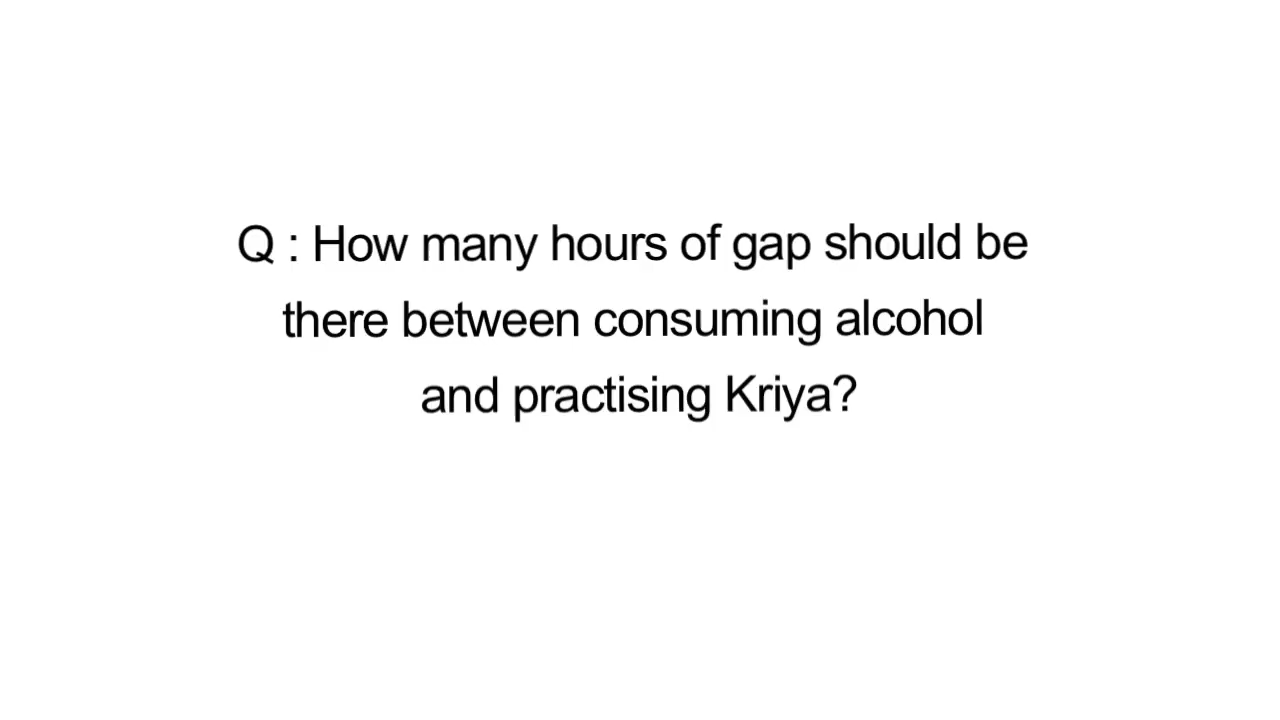 Q : How many hours of gap should be
there between consuming alcohol
and practising Kriya?